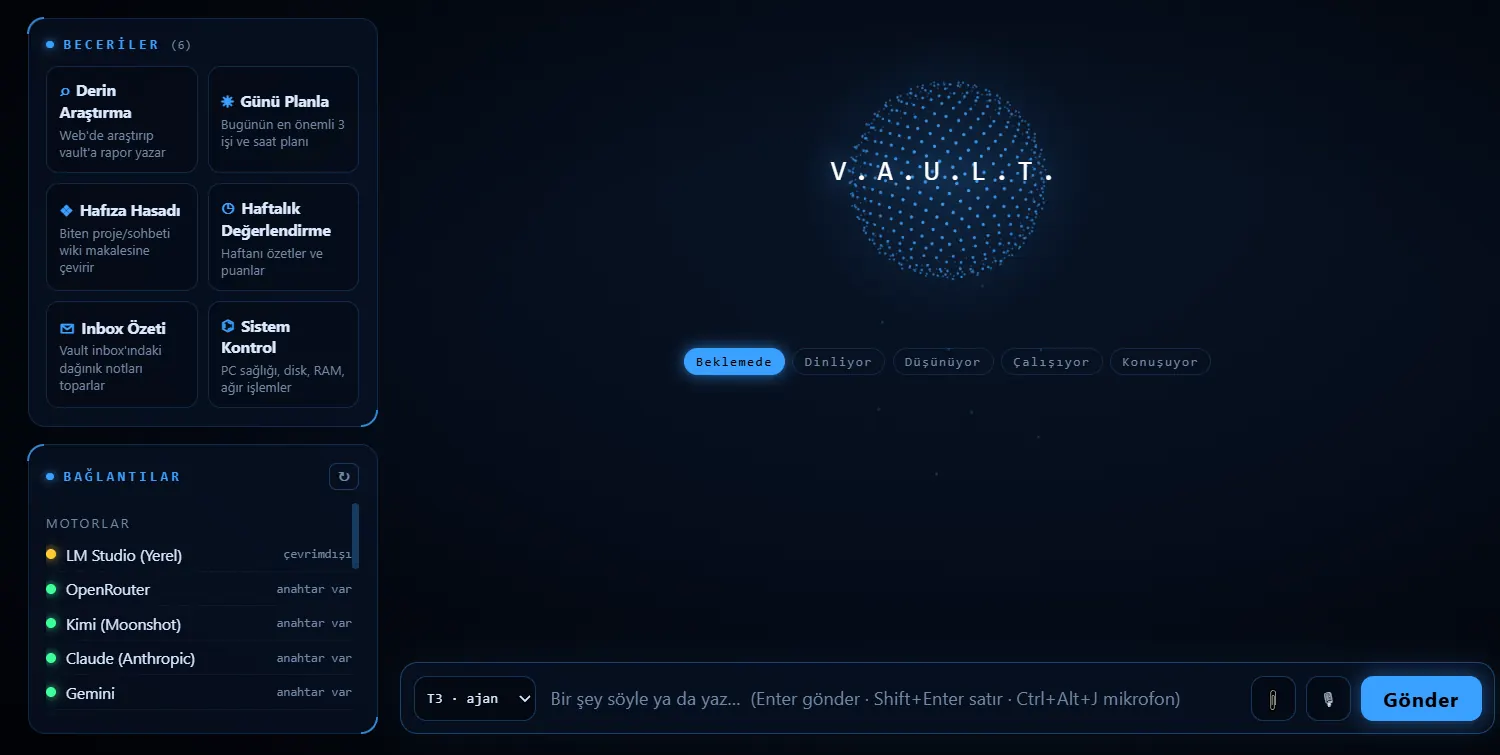 BECERİLER (6)
Derin
Araştırma
Web'de araştırıp
vault'a rapor yazar
Günü Planla
Bugünün en önemli 3
işi ve saat planı
Hafıza Hasadı
Biten proje/sohbeti
wiki makalesine
çevirir
Haftalık
Değerlendirme
Haftanı özetler ve
puanlar
Inbox Özeti
Vault inbox'ındaki
dağınık notları
toparlar
Sistem
Kontrol
PC sağlığı, disk, RAM,
ağır işlemler
BAĞLANTILAR
MOTORLAR
LM Studio (Yerel) çevrimdışı
OpenRouter anahtar var
Kimi (Moonshot) anahtar var
Claude (Anthropic) anahtar var
Gemini anahtar var
V.A.U.L.T.
Beklemede Dinliyor Düşünüyor Çalışıyor Konuşuyor
T3 · ajan Bir şey söyle ya da yaz... (Enter gönder · Shift+Enter satır · Ctrl+Alt+J mikrofon) Gönder